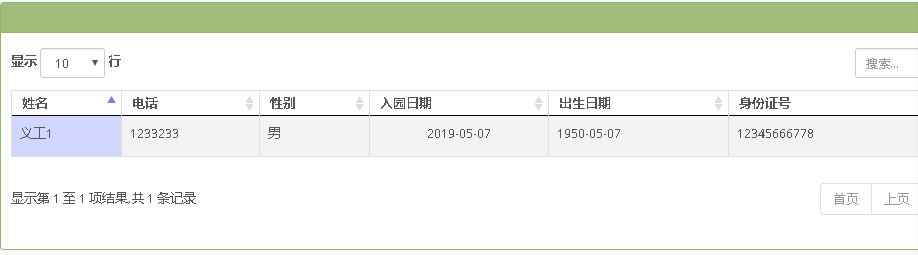 显示 10 行 搜索...
姓名 电话 性别 入园日期 出生日期 身份证号
义工1 1233233 男 2019-05-07 1950-05-07 12345666778
显示第 1 至 1 项结果,共 1 条记录 首页 上页